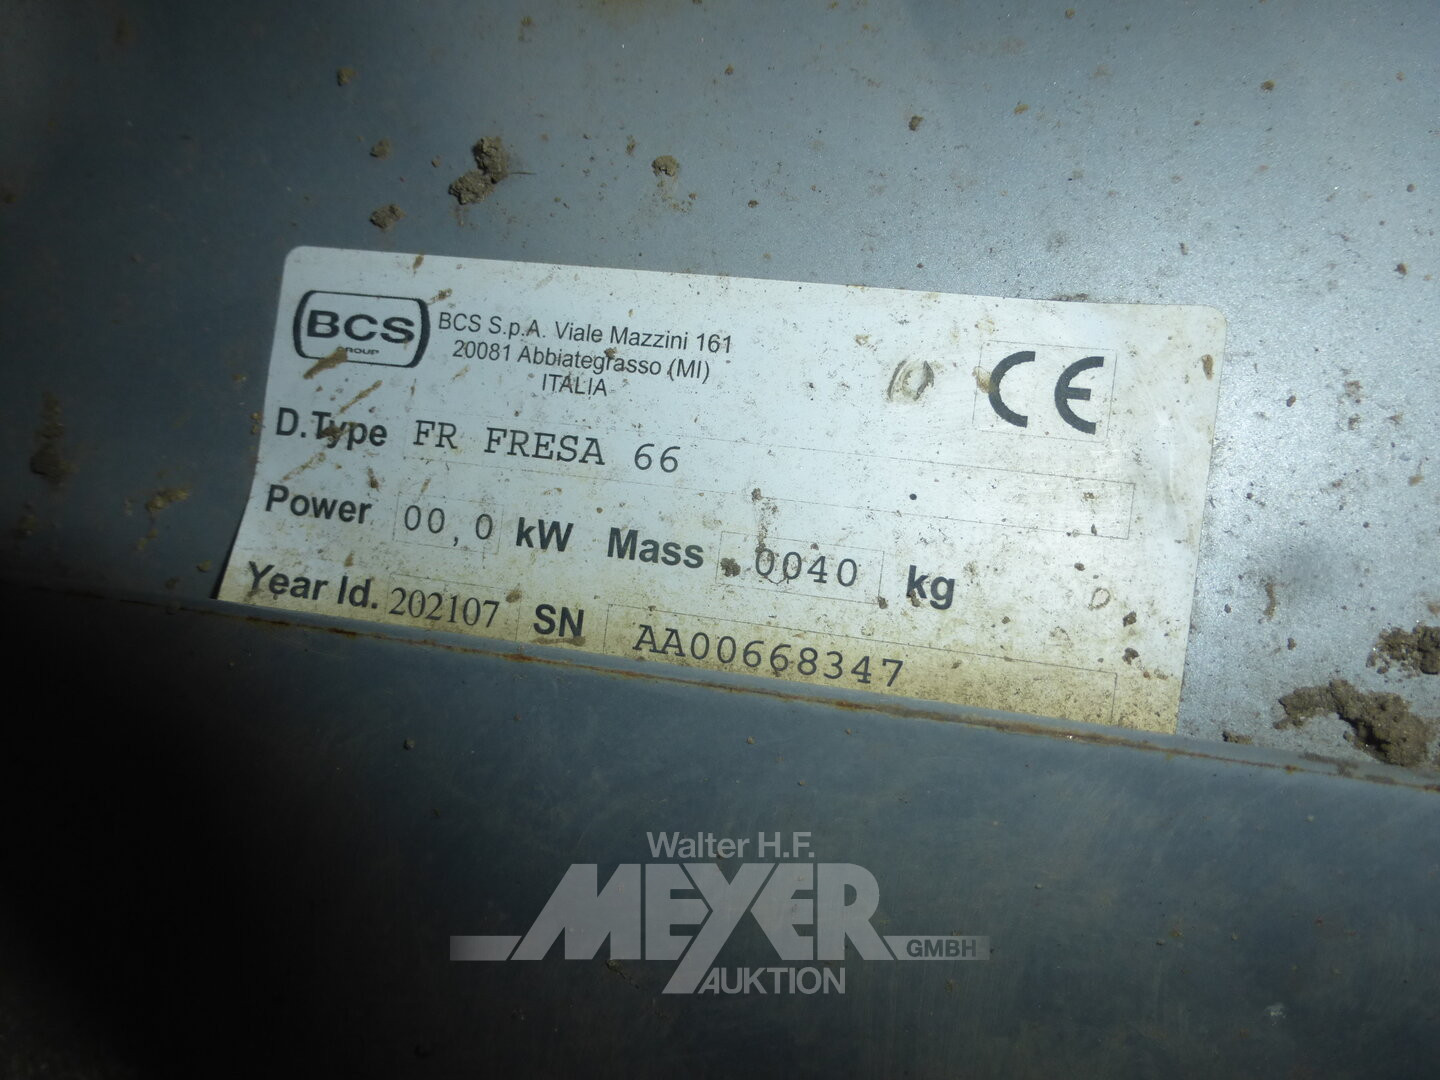 BCS
GROUP
BCS S.p.A. Viale Mazzini 161
20081 Abbiategrasso (MI)
ITALIA
CE
D.Type FR FRESA 66
Power 00,0 kW Mass 0040 kg
Year Id. 202107 SN AA00668347
Walter H.F.
MEYER GMBH
AUKTION